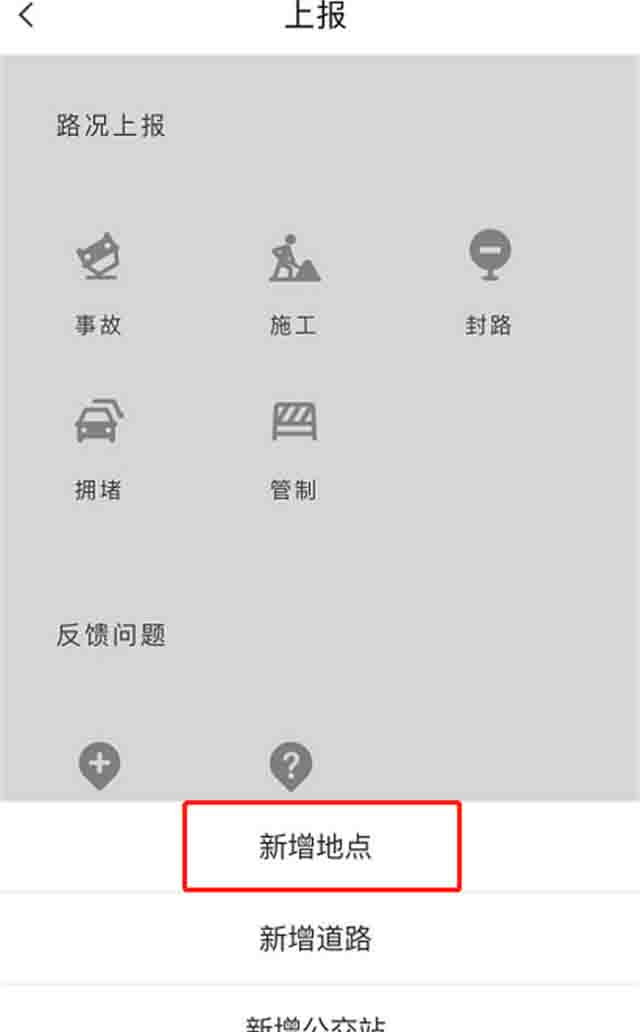 上报
路况上报
事故 施工 封路
拥堵 管制
反馈问题
新增地点
新增道路
新增公交站